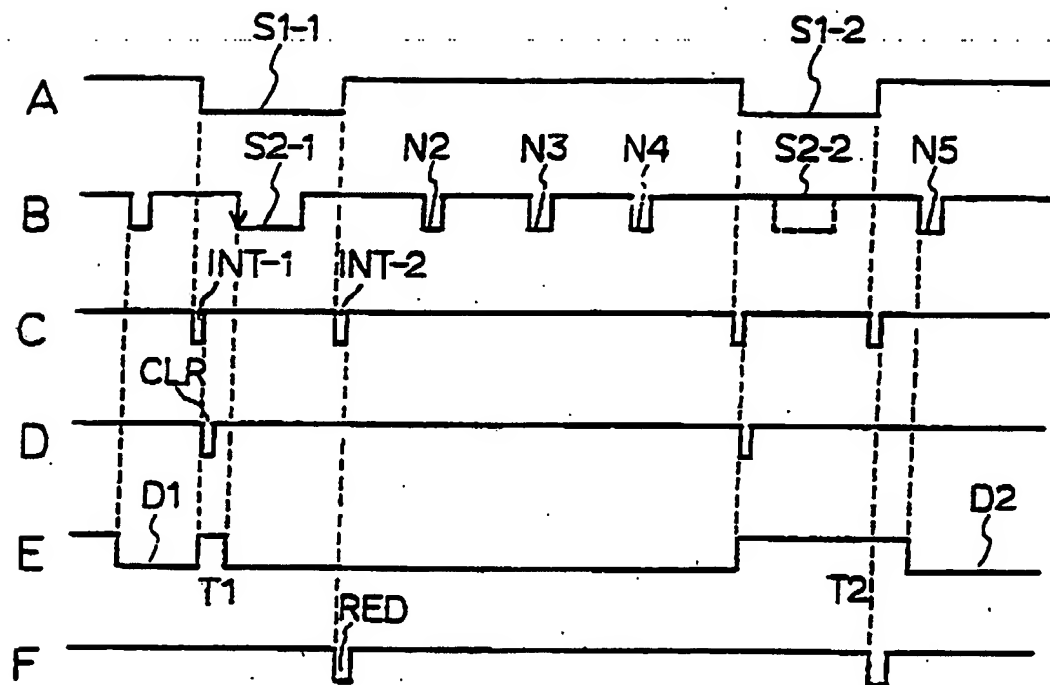 S1-1 S1-2
A
S2-1 N2 N3 N4 S2-2 N5
B
INT-1 INT-2
C
CLR
D
D1 D2
E
T1 T2
RED
F